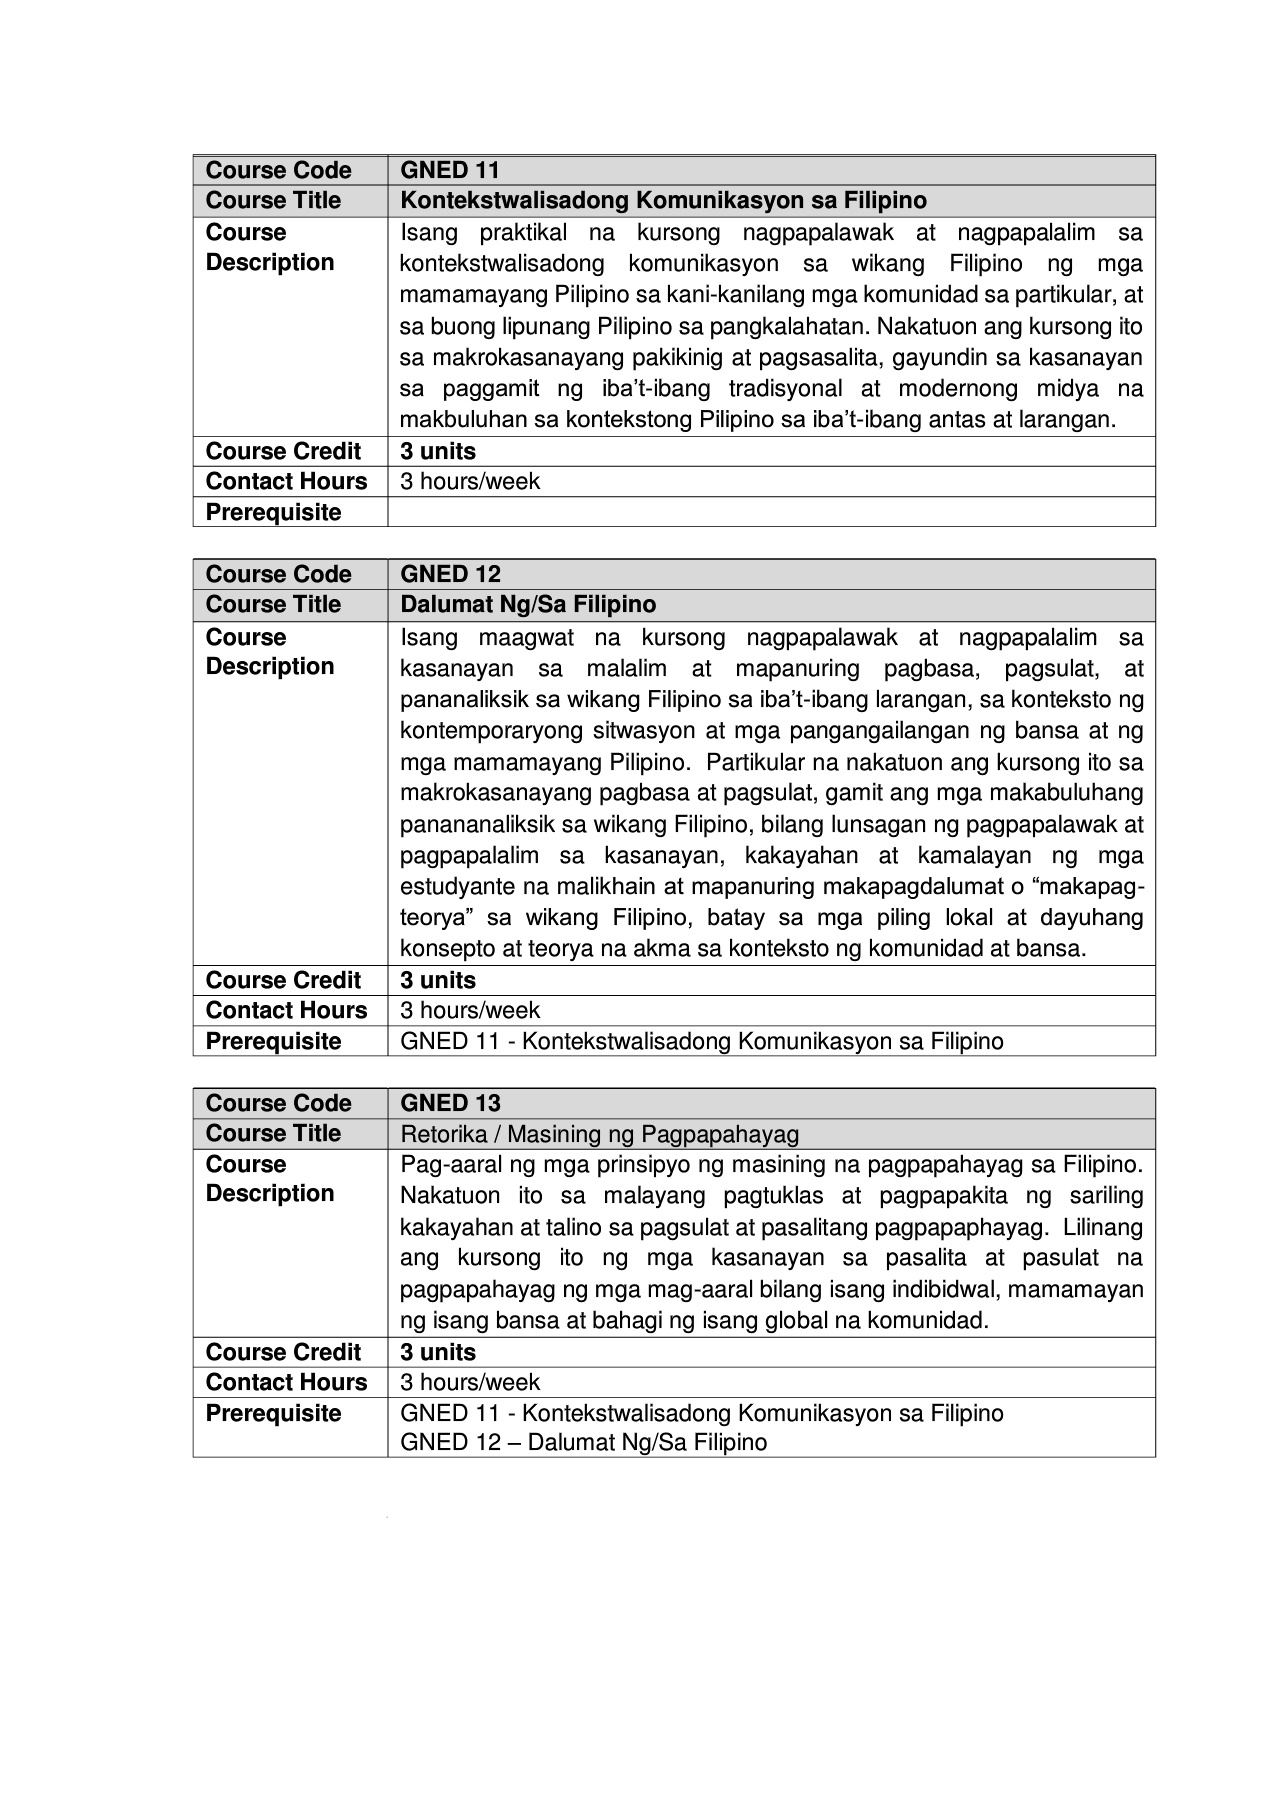 Course Code GNED 11
Course Title Kontekstwalisadong Komunikasyon sa Filipino
Course Description
Isang praktikal na kursong nagpapalawak at nagpapalalim sa
kontekstwalisadong komunikasyon sa wikang Filipino ng mga
mamamayang Pilipino sa kani-kanilang mga komunidad sa partikular, at
sa buong lipunang Pilipino sa pangkalahatan. Nakatuon ang kursong ito
sa makrokasanayang pakikinig at pagsasalita, gayundin sa kasanayan
sa paggamit ng iba’t-ibang tradisyonal at modernong midya na
makbuluhan sa kontekstong Pilipino sa iba’t-ibang antas at larangan.
Course Credit 3 units
Contact Hours 3 hours/week
Prerequisite
Course Code GNED 12
Course Title Dalumat Ng/Sa Filipino
Course Description
Isang maagwat na kursong nagpapalawak at nagpapalalim sa
kasanayan sa malalim at mapanuring pagbasa, pagsulat, at
pananaliksik sa wikang Filipino sa iba’t-ibang larangan, sa konteksto ng
kontemporaryong sitwasyon at mga pangangailangan ng bansa at ng
mga mamamayang Pilipino.  Partikular na nakatuon ang kursong ito sa
makrokasanayang pagbasa at pagsulat, gamit ang mga makabuluhang
panananaliksik sa wikang Filipino, bilang lunsagan ng pagpapalawak at
pagpapalalim sa kasanayan, kakayahan at kamalayan ng mga
estudyante na malikhain at mapanuring makapagdalumat o “makapag-
teorya” sa wikang Filipino, batay sa mga piling lokal at dayuhang
konsepto at teorya na akma sa konteksto ng komunidad at bansa.
Course Credit 3 units
Contact Hours 3 hours/week
Prerequisite GNED 11 - Kontekstwalisadong Komunikasyon sa Filipino
Course Code GNED 13
Course Title Retorika / Masining ng Pagpapahayag
Course Description
Pag-aaral ng mga prinsipyo ng masining na pagpapahayag sa Filipino.
Nakatuon ito sa malayang pagtuklas at pagpapakita ng sariling
kakayahan at talino sa pagsulat at pasalitang pagpapaphayag.  Lilinang
ang kursong ito ng mga kasanayan sa pasalita at pasulat na
pagpapahayag ng mga mag-aaral bilang isang indibidwal, mamamayan
ng isang bansa at bahagi ng isang global na komunidad.
Course Credit 3 units
Contact Hours 3 hours/week
Prerequisite GNED 11 - Kontekstwalisadong Komunikasyon sa Filipino
GNED 12 – Dalumat Ng/Sa Filipino